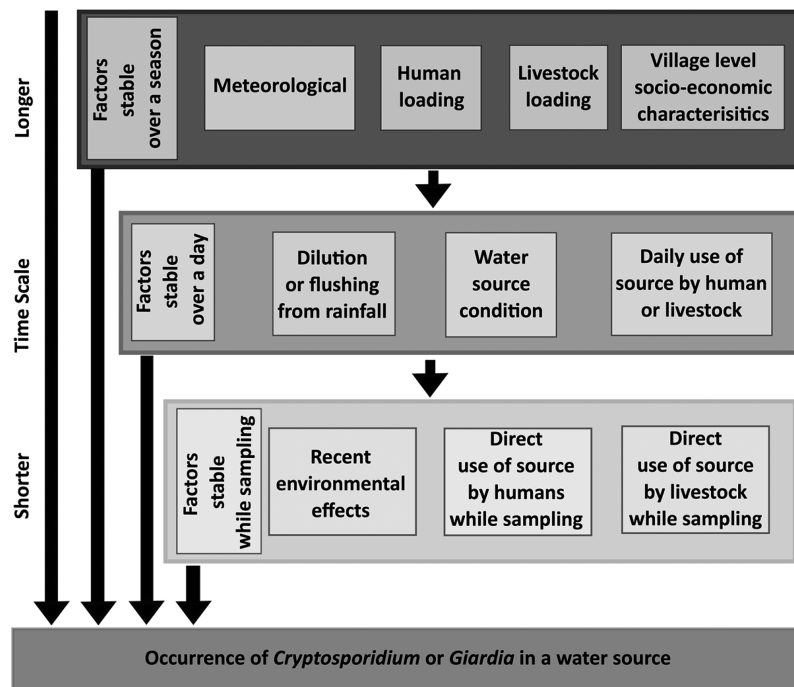 Longer
Time Scale
Shorter
Factors
stable
over a season
Meteorological
Human
loading
Livestock
loading
Village level
socio-economic
characterisitics
Factors
stable
over a day
Dilution
or flushing
from rainfall
Water
source
condition
Daily use of
source by human
or livestock
Factors
stable
while sampling
Recent
environmental
effects
Direct
use of source
by humans
while sampling
Direct
use of source
by livestock
while sampling
Occurrence of Cryptosporidium or Giardia in a water source